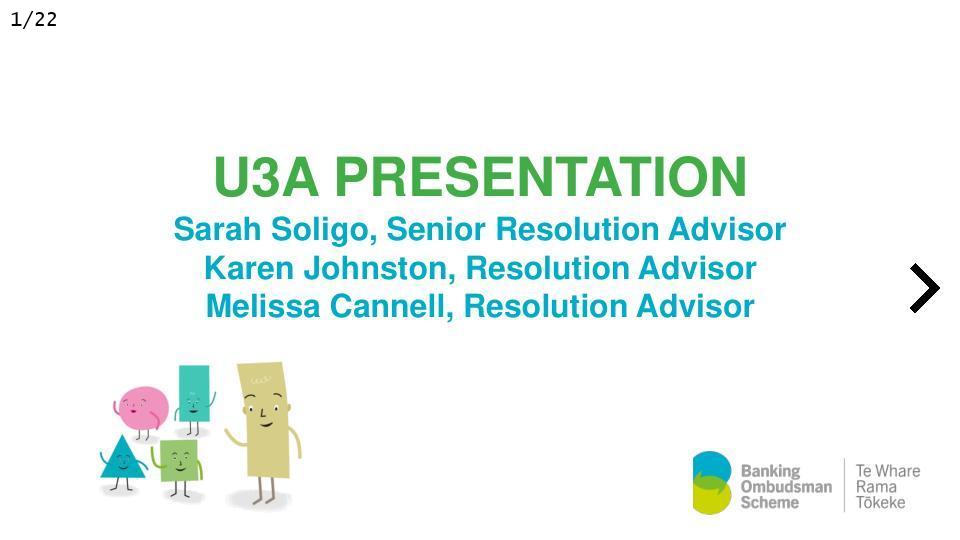 1/22
U3A PRESENTATION
Sarah Soligo, Senior Resolution Advisor
Karen Johnston, Resolution Advisor
Melissa Cannell, Resolution Advisor
Banking
Ombudsman
Scheme
Te Whare
Rama
Tōkeke